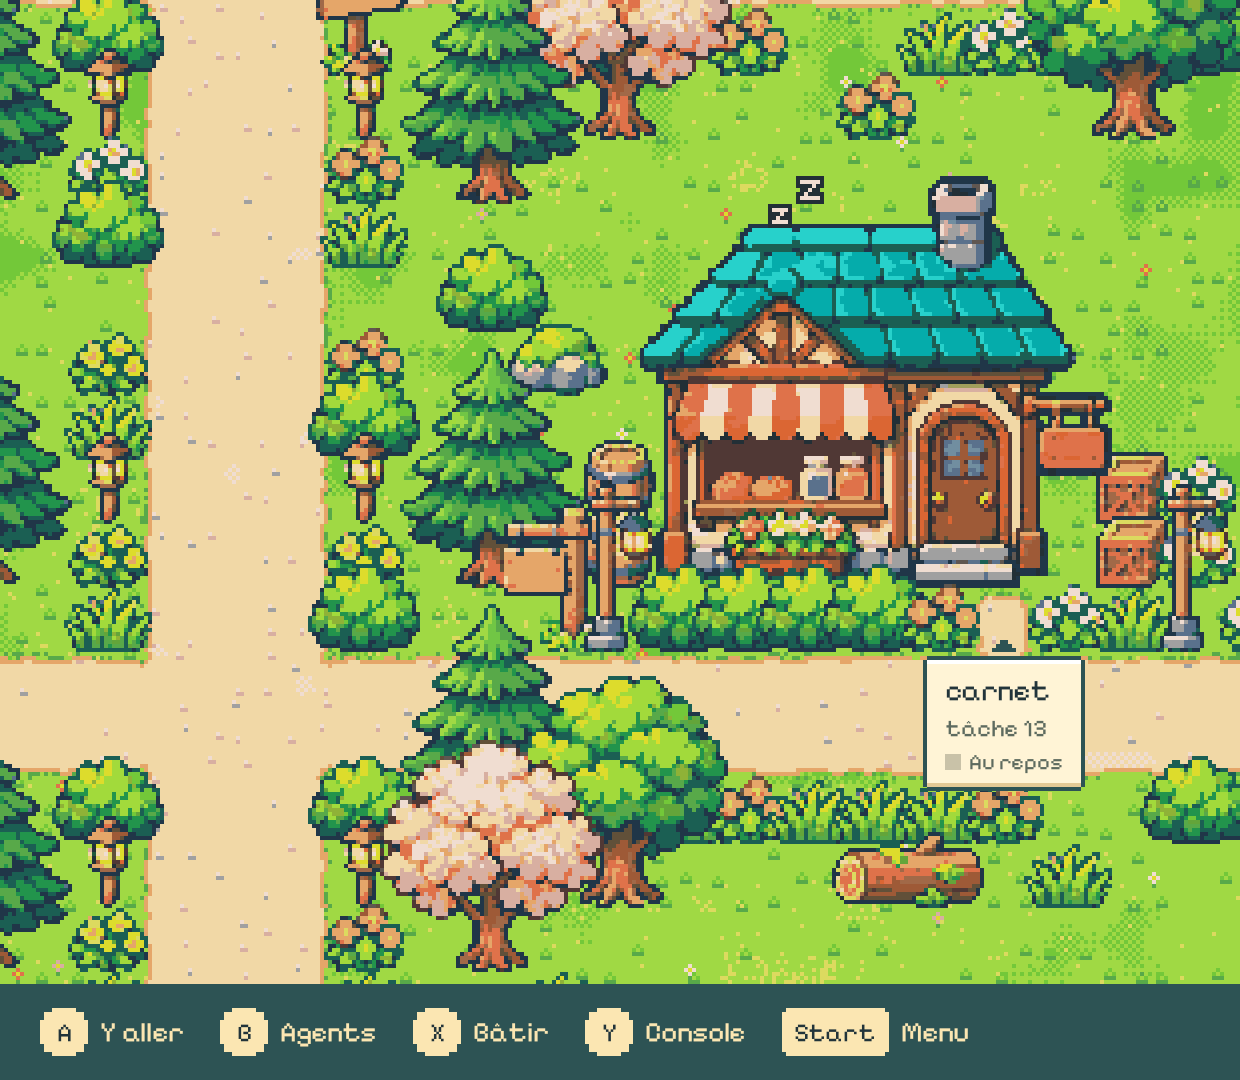 z
z
carnet
tâche 13
Au repos
A Y aller
B Agents
X Bâtir
Y Console
Start Menu